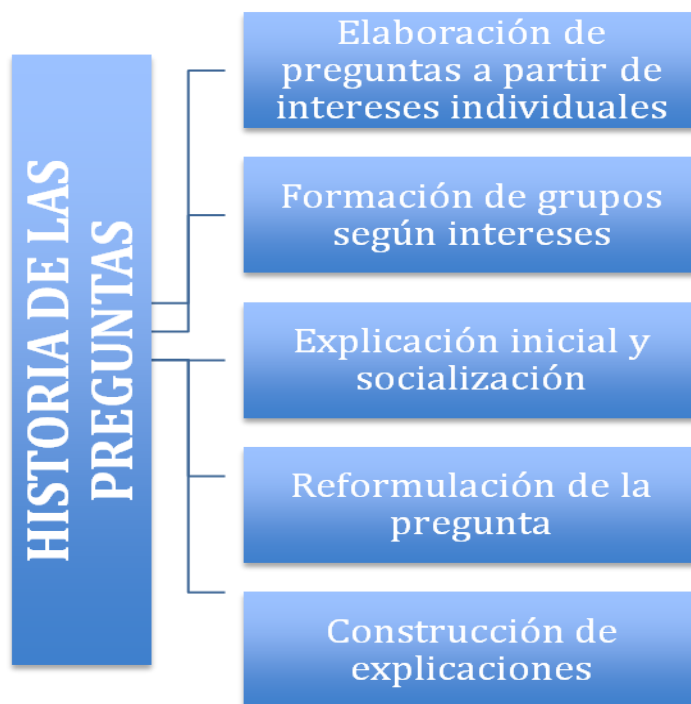 HISTORIA DE LAS
PREGUNTAS
Elaboración de
preguntas a partir de
intereses individuales
Formación de grupos
según intereses
Explicación inicial y
socialización
Reformulación de la
pregunta
Construcción de
explicaciones